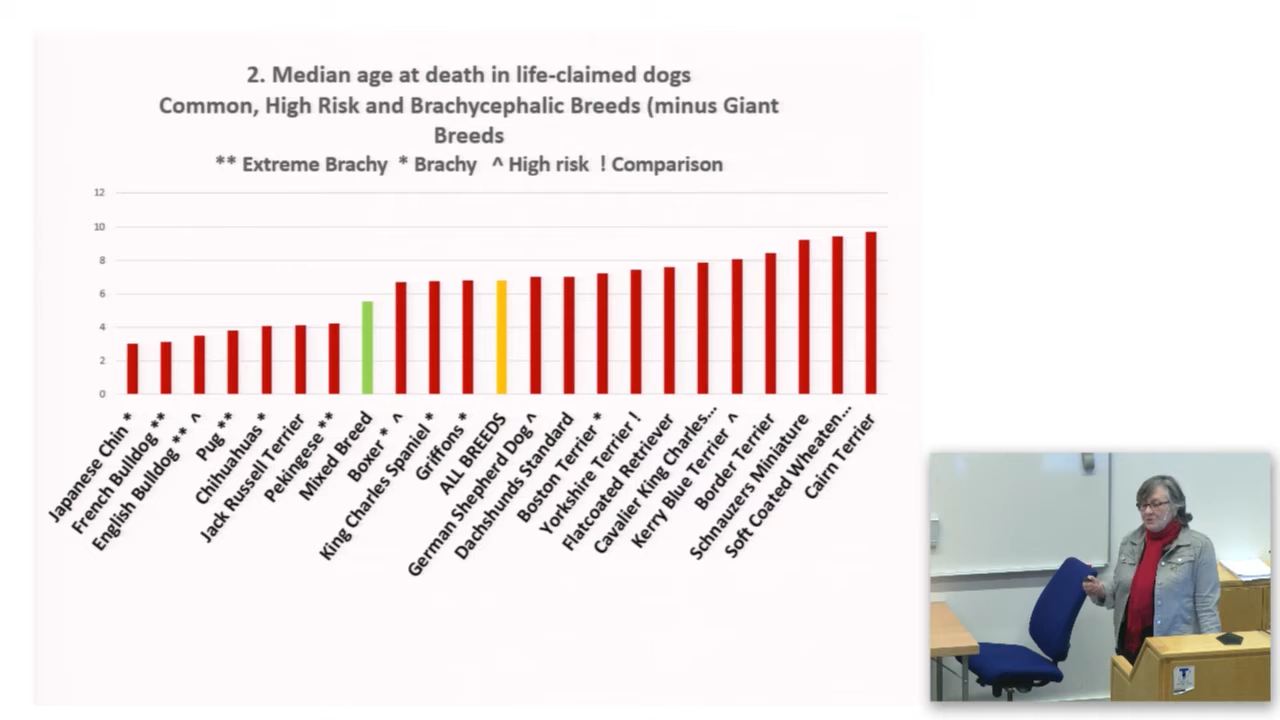 2. Median age at death in life-claimed dogs
Common, High Risk and Brachycephalic Breeds (minus Giant
Breeds
** Extreme Brachy * Brachy ^ High risk ! Comparison
12
10
8
6
4
2
0
Japanese Chin *
French Bulldog **
English Bulldog ** ^
Pug **
Chihuahuas *
Jack Russell Terrier
Pekingese **
Mixed Breed
Boxer * ^
King Charles Spaniel *
Griffons *
ALL BREEDS
German Shepherd Dog ^
Dachshunds Standard
Boston Terrier *
Yorkshire Terrier !
Flatcoated Retriever
Cavalier King Charles...
Kerry Blue Terrier ^
Border Terrier
Schnauzers Miniature
Soft Coated Wheaten...
Cairn Terrier